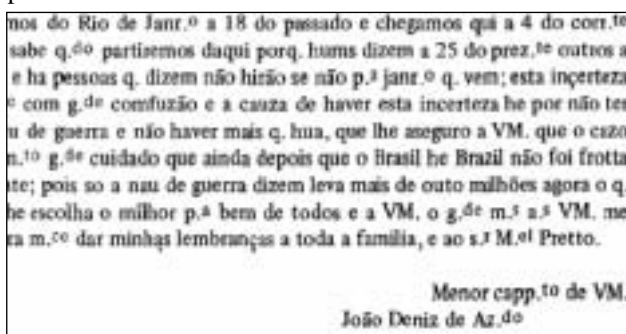 mos do Rio de Janr.º a 18 do passado e chegamos qui a 4 do corr.te
sabe q.do partiremos daqui porq. huns dizem a 25 do prez.te outros a
e ha pessoas q. dizem não hirão se não p.ª janr.º q. vem; esta inçerteza
com g.de comfuzão e a cauza de haver esta incerteza he por não ter
u de guerra e não haver mais q. hua, que lhe aseguro a VM. que o cazo
m.to g.de cuidado que ainda depois que o Brasil he Brazil não foi frotta
te; pois so a nau de guerra dizem leva mais de outo milhões agora o q.
he escolha o milhor p.ª bem de todos e a VM. o g.de m.s a.s VM. me
ra m.co dar minhas lembranças a toda a família, e ao s.r M.el Pretto.
Menor capp.to de VM.
João Deniz de Az.do